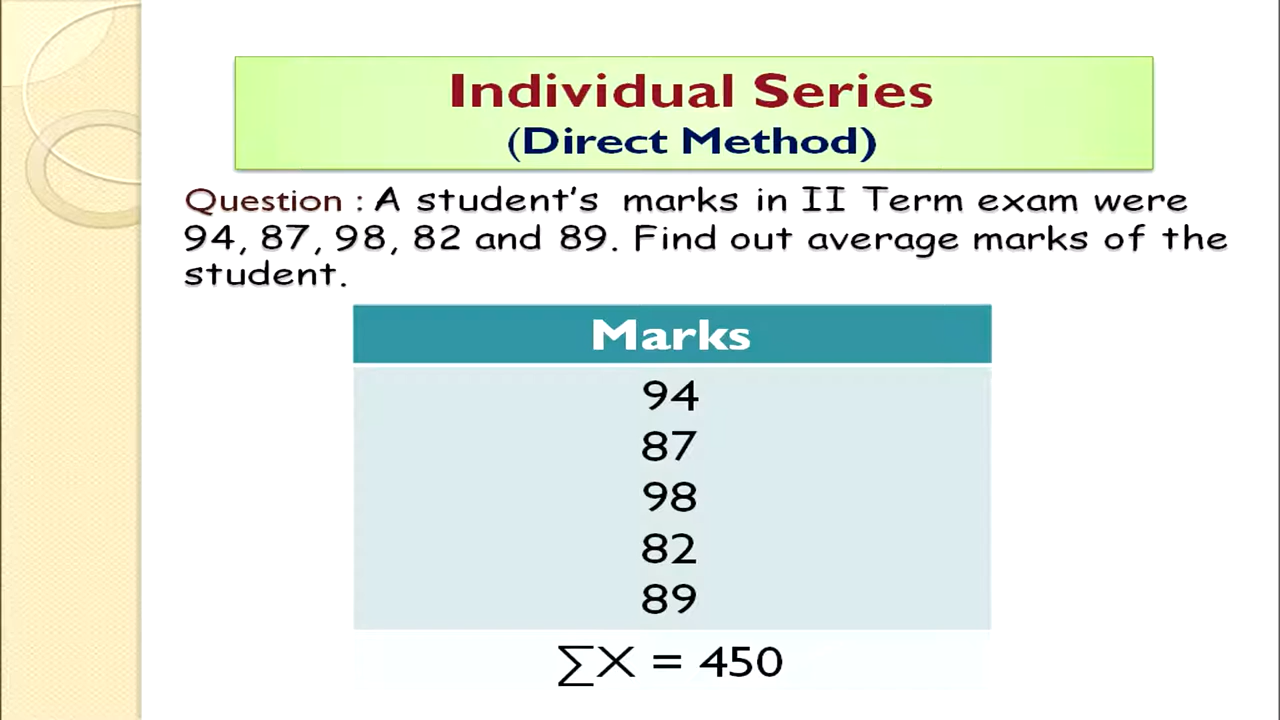 Individual Series
(Direct Method)
Question : A student's marks in II Term exam were
94, 87, 98, 82 and 89. Find out average marks of the
student.
Marks
94
87
98
82
89
∑X = 450